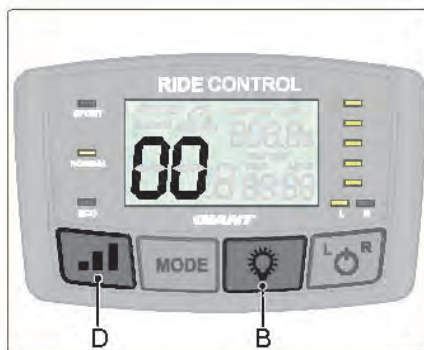 RIDE CONTROL
SPORT
NORMAL
00
ECO
L R
GIANT
MODE
L R
D B